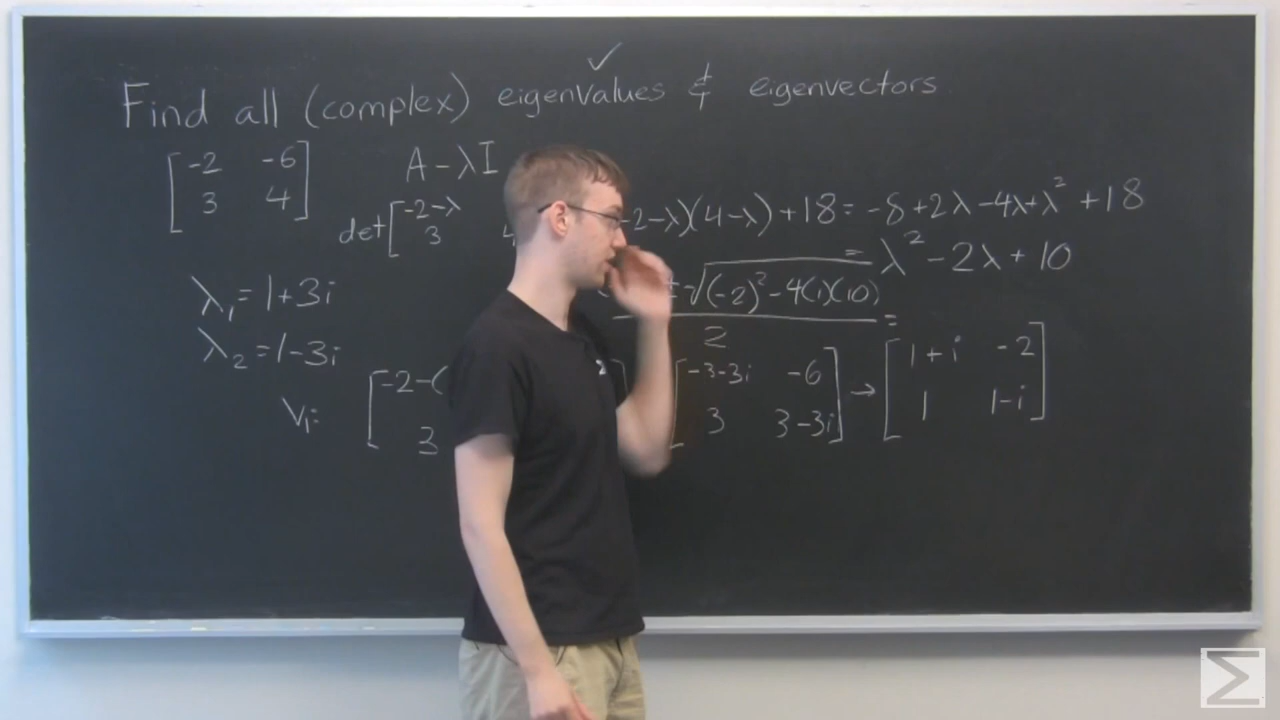 ✓
Find all (complex) eigenvalues & eigenvectors
[-2 -6]
[3 4]
A - λI
det[-2-λ
3
-2-λ)(4-λ)+18 = -8+2λ-4λ+λ²+18
= λ²-2λ+10
√(-2)²-4(1)(10)
2
=
λ₁=1+3i
λ₂=1-3i
V₁:
[-2-(
3
[-3-3i -6]
[3 3-3i]
→
[1+i -2]
[1 1-i]
Σ